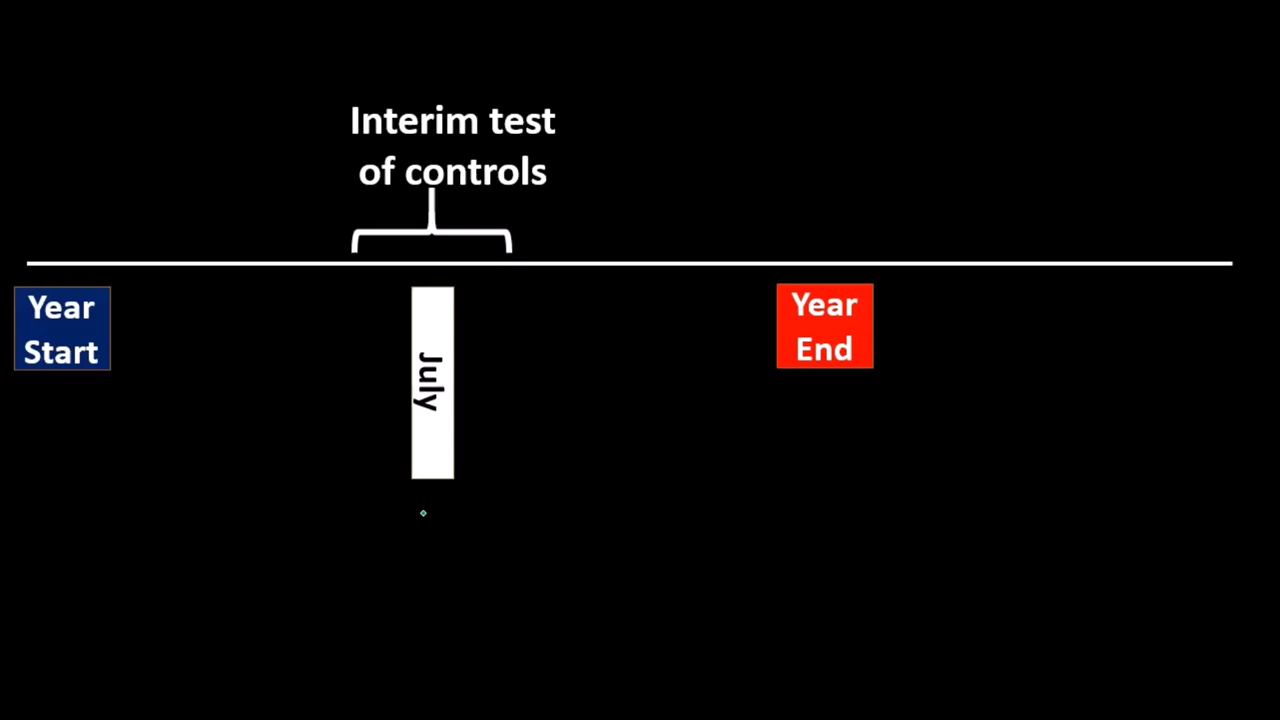 Interim test
of controls
Year
Start
July
Year
End